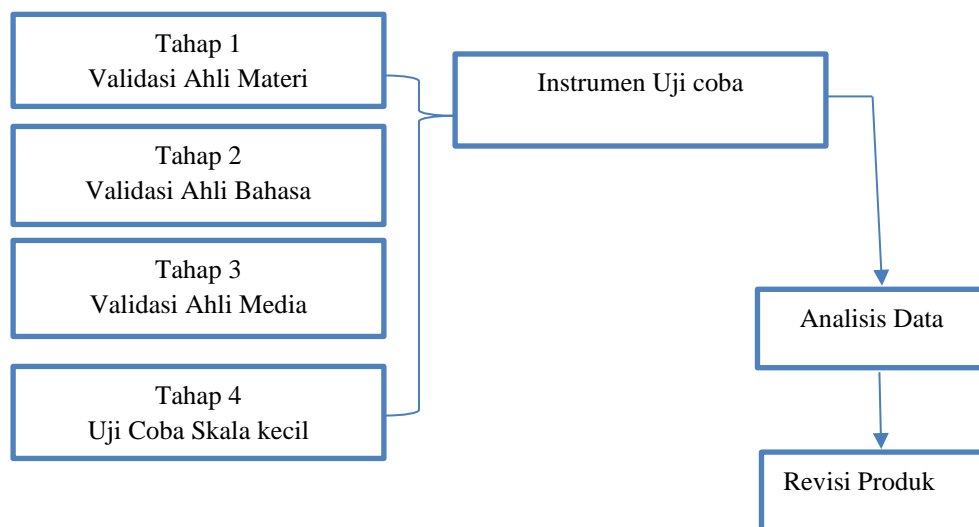 Tahap 1
Validasi Ahli Materi
Instrumen Uji coba
Tahap 2
Validasi Ahli Bahasa
Tahap 3
Validasi Ahli Media
Analisis Data
Tahap 4
Uji Coba Skala kecil
Revisi Produk